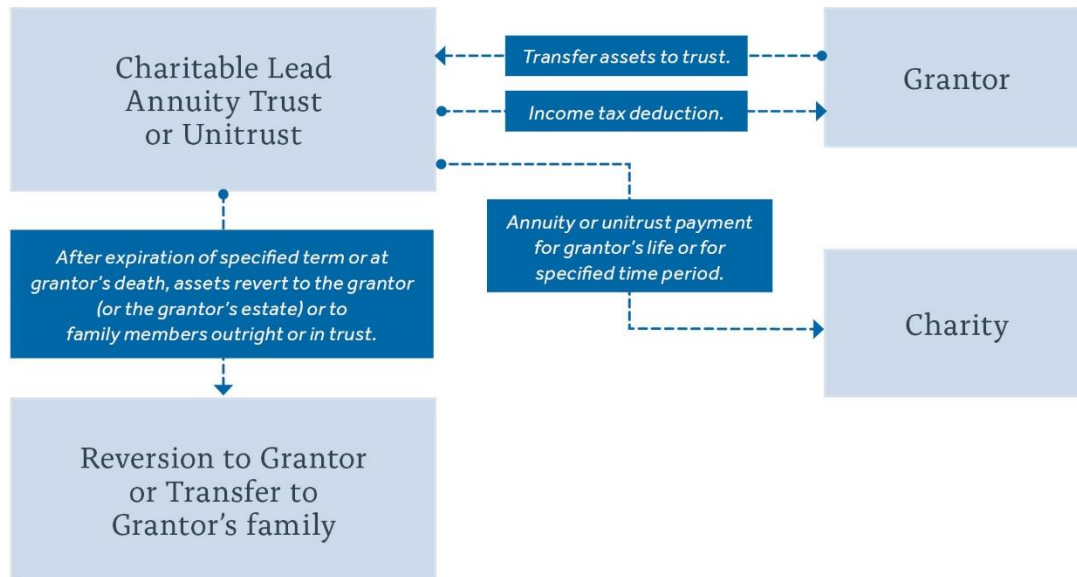 Charitable Lead
Annuity Trust
or Unitrust
Transfer assets to trust.
Income tax deduction.
Grantor
Annuity or unitrust payment
for grantor's life or for
specified time period.
After expiration of specified term or at
grantor's death, assets revert to the grantor
(or the grantor's estate) or to
family members outright or in trust.
Charity
Reversion to Grantor
or Transfer to
Grantor’s family